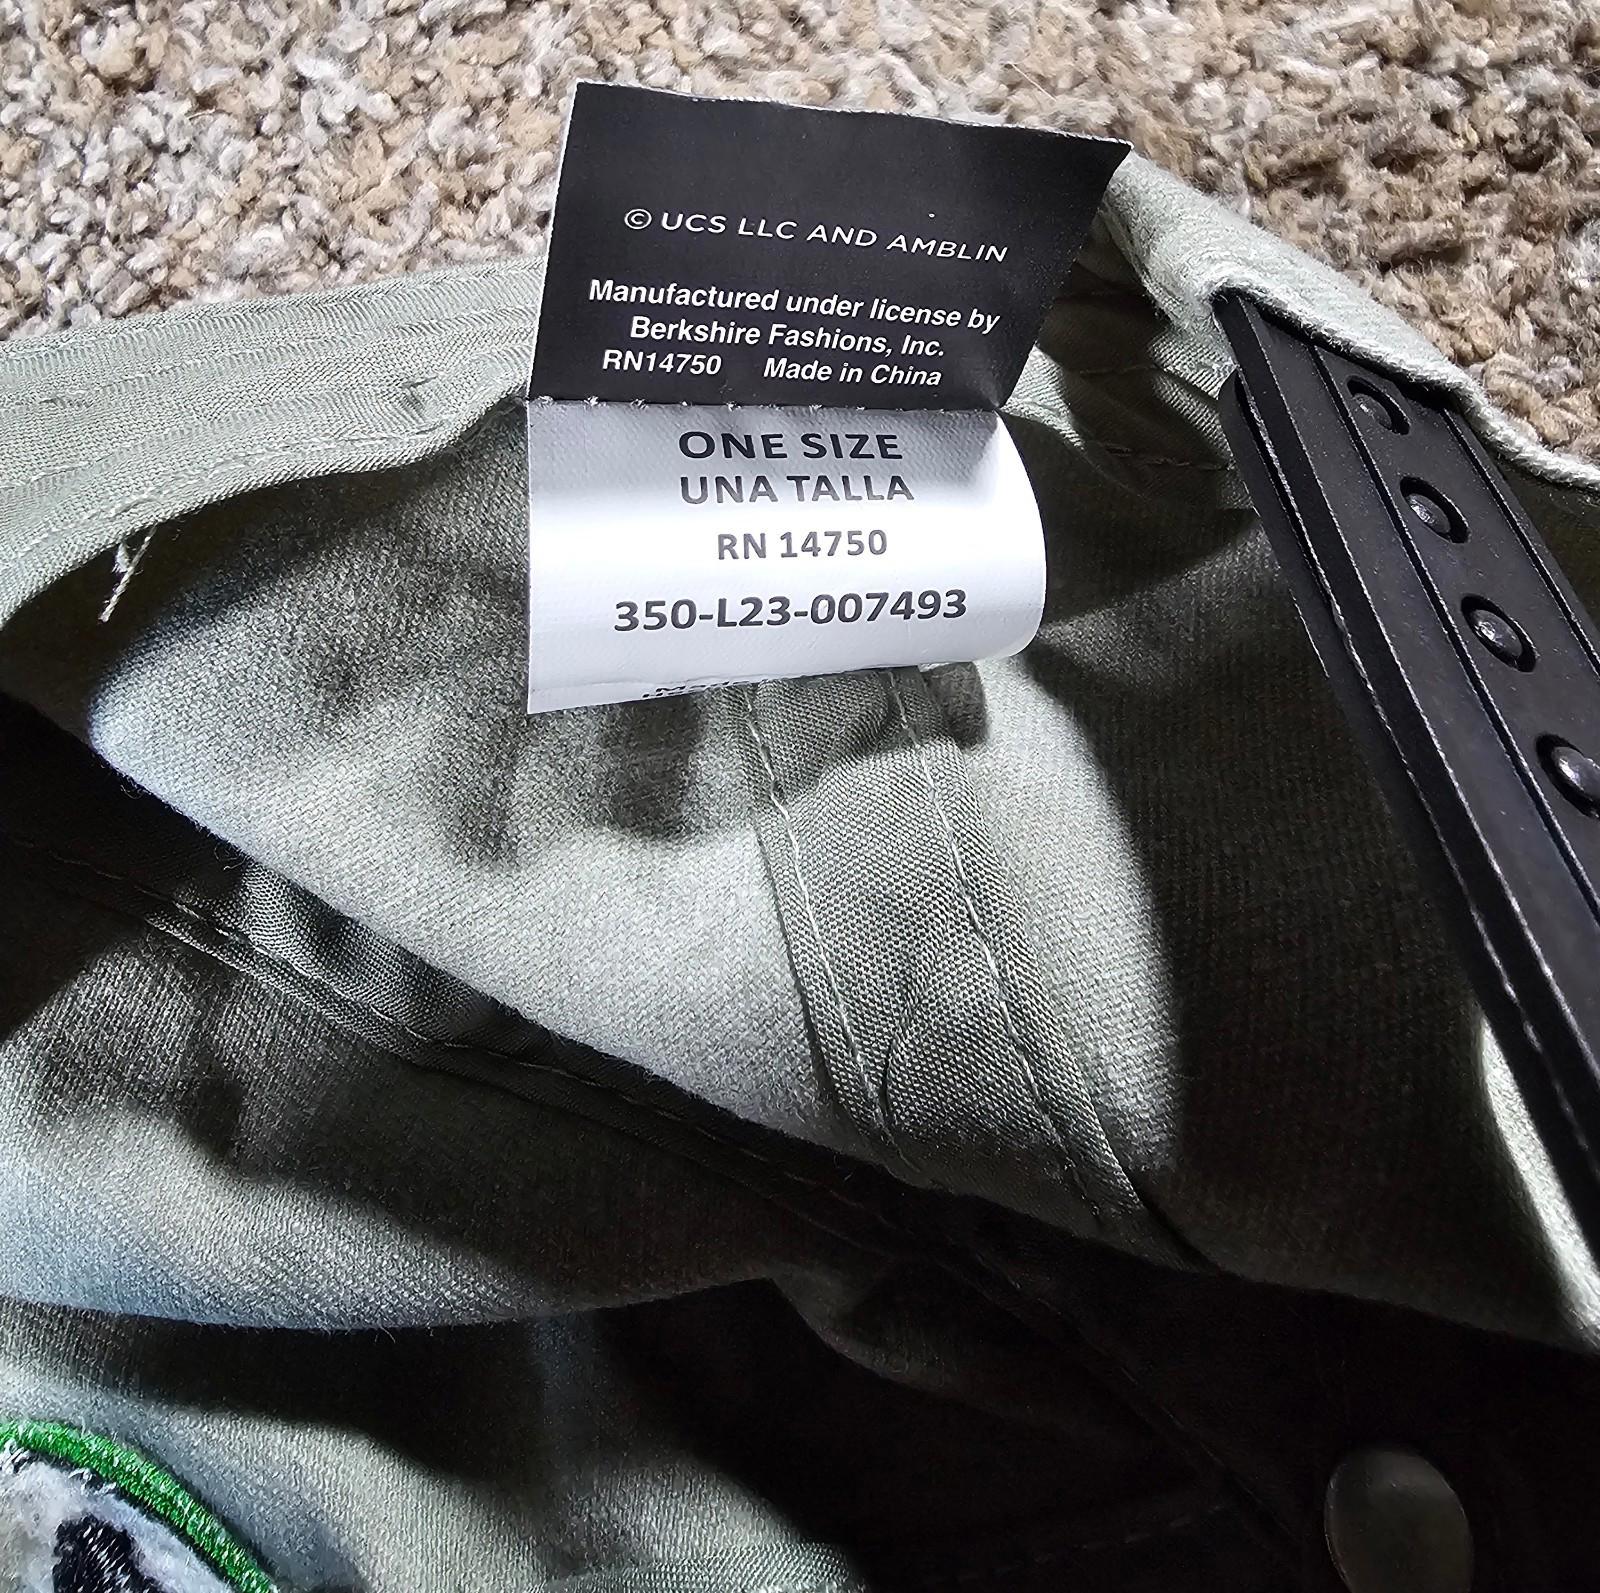 © UCS LLC AND AMBLIN
Manufactured under license by
Berkshire Fashions, Inc.
RN14750 Made in China
ONE SIZE
UNA TALLA
RN 14750
350-L23-007493